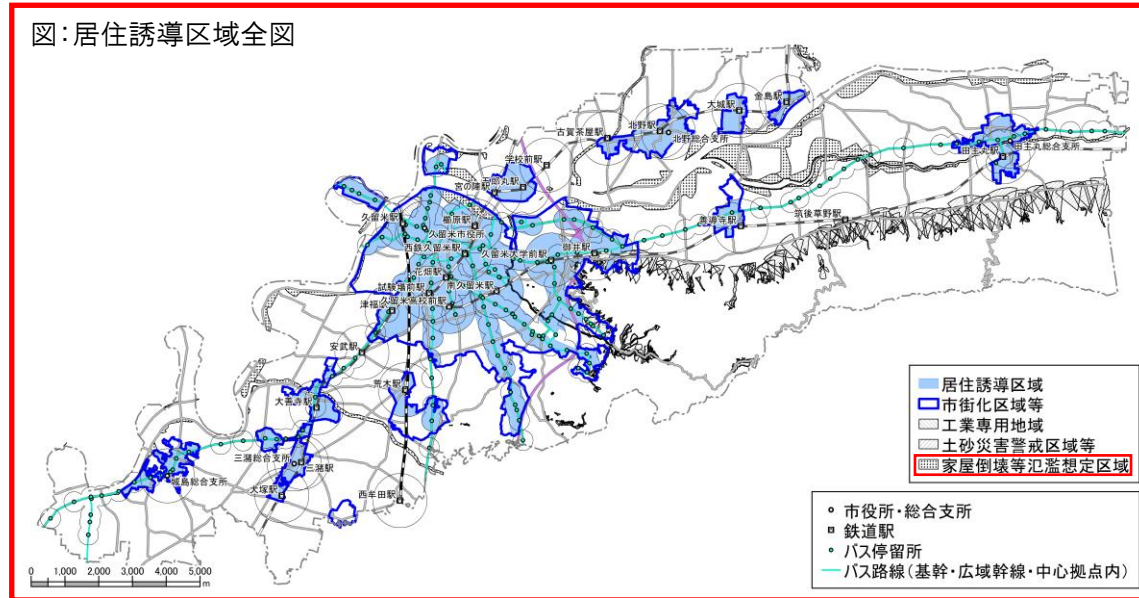 図：居住誘導区域全図
金島駅
大城駅
北野駅
北野総合支所
古賀茶屋駅
田主丸駅
田主丸総合支所
学校前駅
五郎丸駅
宮の陣駅
善導寺駅
筑後草野駅
久留米駅
櫛原駅
久留米市役所
西鉄久留米駅
久留米大学前駅
御井駅
花畑駅
試験場前駅
南久留米駅
久留米高校前駅
津福駅
安武駅
荒木駅
大善寺駅
三潴総合支所
三潴駅
城島総合支所
犬塚駅
西牟田駅
居住誘導区域
市街化区域等
工業専用地域
土砂災害警戒区域等
家屋倒壊等氾濫想定区域
市役所・総合支所
鉄道駅
バス停留所
バス路線（基幹・広域幹線・中心拠点内）
0 1,000 2,000 3,000 4,000 5,000
m